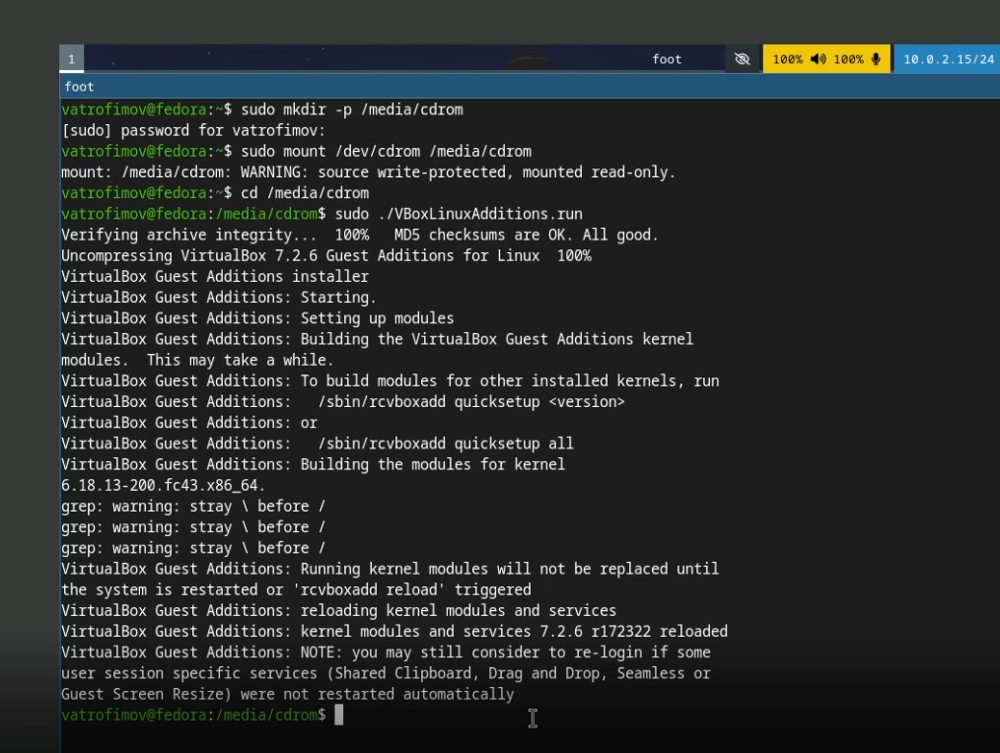 1 foot 100% 100% 10.0.2.15/24
foot
vatrofimov@fedora:~$ sudo mkdir -p /media/cdrom
[sudo] password for vatrofimov:
vatrofimov@fedora:~$ sudo mount /dev/cdrom /media/cdrom
mount: /media/cdrom: WARNING: source write-protected, mounted read-only.
vatrofimov@fedora:~$ cd /media/cdrom
vatrofimov@fedora:/media/cdrom$ sudo ./VBoxLinuxAdditions.run
Verifying archive integrity...  100%   MD5 checksums are OK. All good.
Uncompressing VirtualBox 7.2.6 Guest Additions for Linux  100%
VirtualBox Guest Additions installer
VirtualBox Guest Additions: Starting.
VirtualBox Guest Additions: Setting up modules
VirtualBox Guest Additions: Building the VirtualBox Guest Additions kernel
modules.  This may take a while.
VirtualBox Guest Additions: To build modules for other installed kernels, run
VirtualBox Guest Additions:   /sbin/rcvboxadd quicksetup <version>
VirtualBox Guest Additions: or
VirtualBox Guest Additions:   /sbin/rcvboxadd quicksetup all
VirtualBox Guest Additions: Building the modules for kernel
6.18.13-200.fc43.x86_64.
grep: warning: stray \ before /
grep: warning: stray \ before /
grep: warning: stray \ before /
VirtualBox Guest Additions: Running kernel modules will not be replaced until
the system is restarted or 'rcvboxadd reload' triggered
VirtualBox Guest Additions: reloading kernel modules and services
VirtualBox Guest Additions: kernel modules and services 7.2.6 r172322 reloaded
VirtualBox Guest Additions: NOTE: you may still consider to re-login if some
user session specific services (Shared Clipboard, Drag and Drop, Seamless or
Guest Screen Resize) were not restarted automatically
vatrofimov@fedora:/media/cdrom$